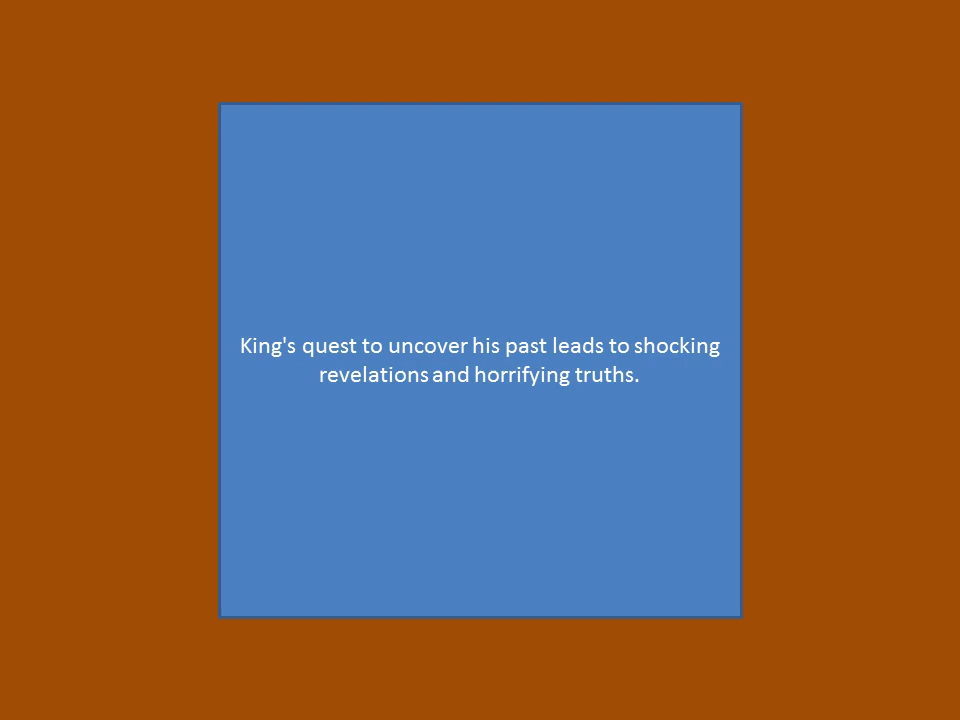 King's quest to uncover his past leads to shocking
revelations and horrifying truths.